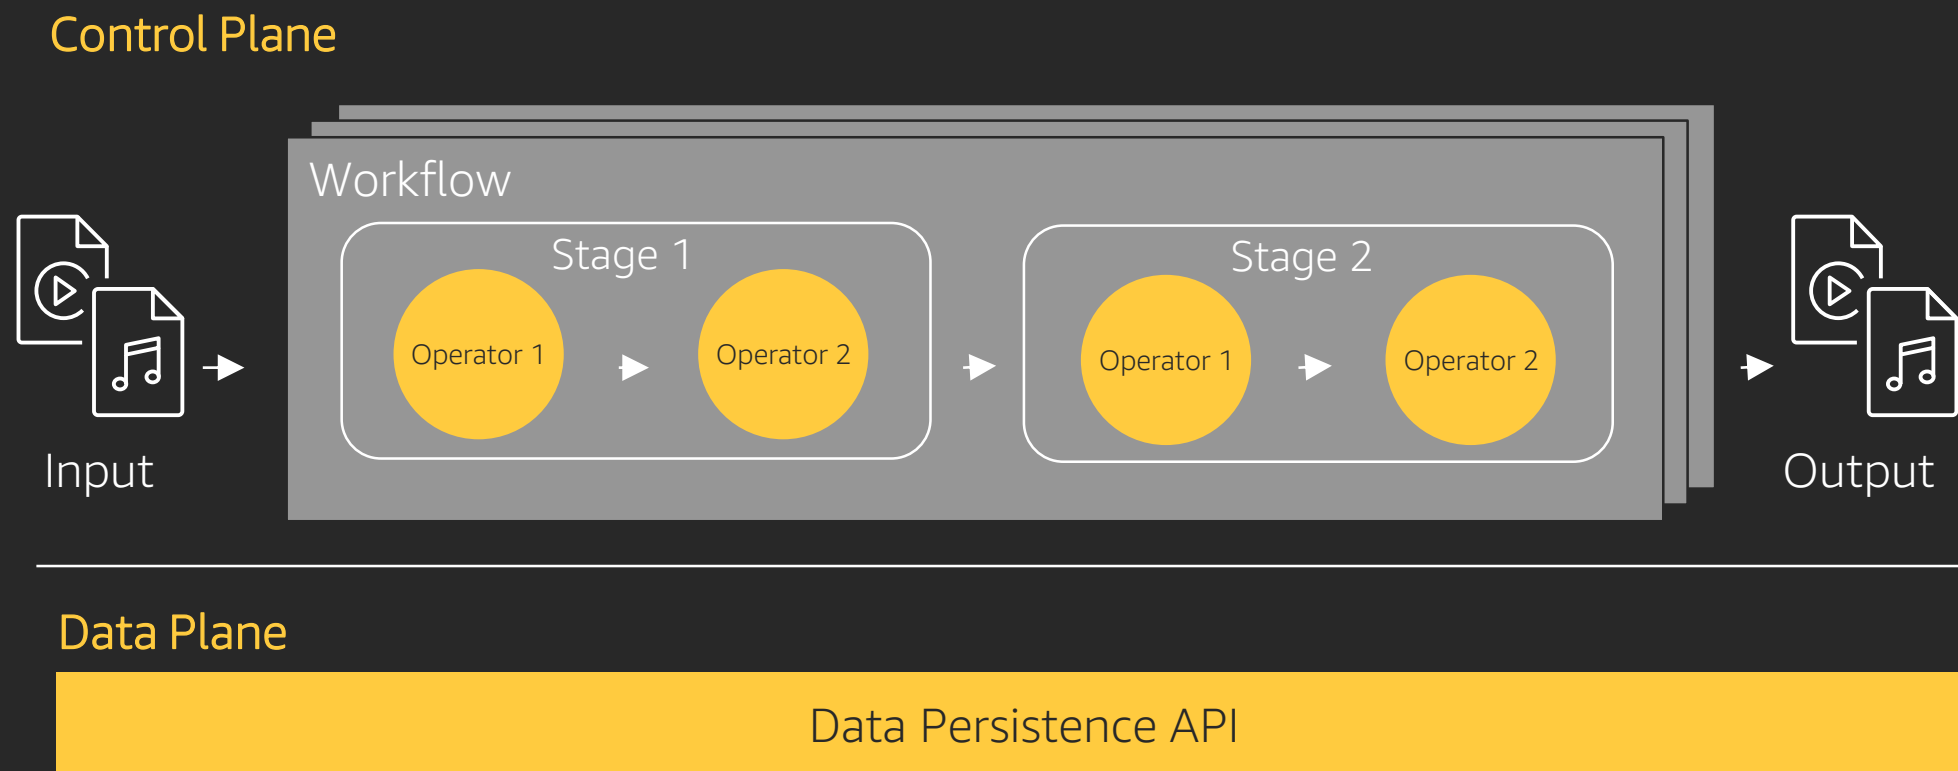 Control Plane
Workflow
Stage 1
Stage 2
Operator 1
Operator 2
Operator 1
Operator 2
Input
Output
Data Plane
Data Persistence API